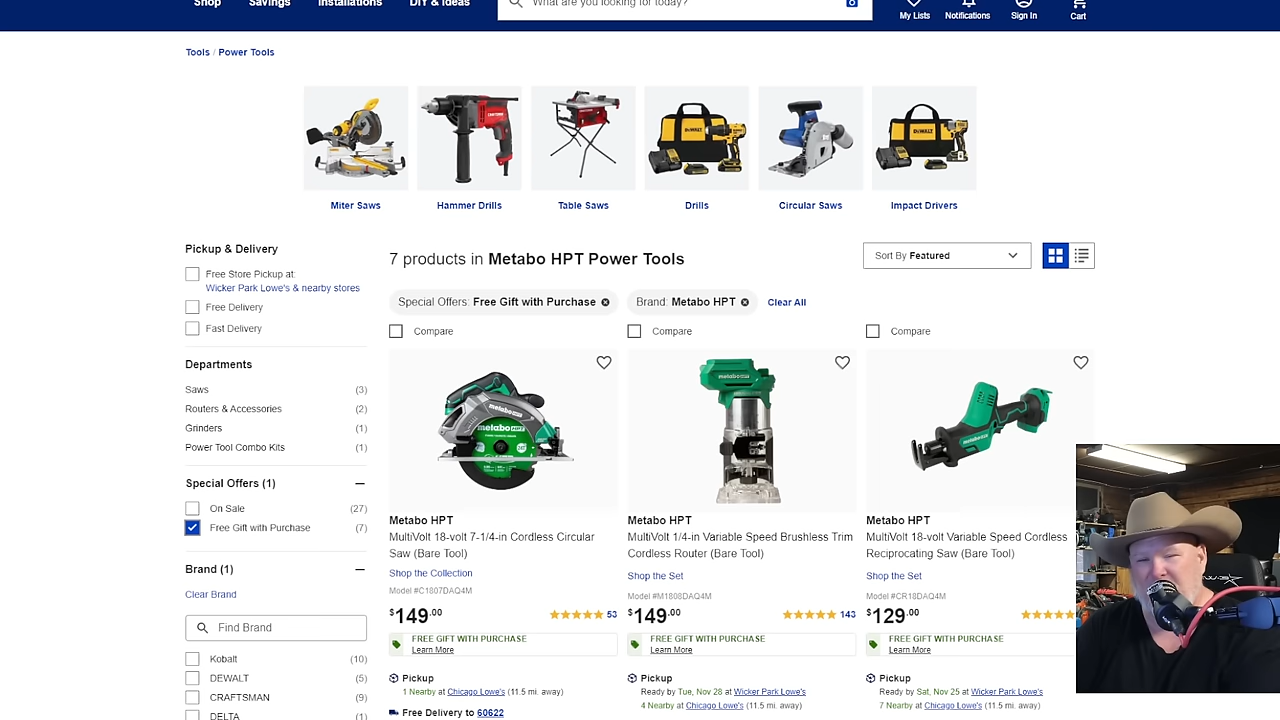 Shop
Savings
Installations
DIY & Ideas
What are you looking for today?
My Lists
Notifications
Sign In
Cart
Tools / Power Tools
Miter Saws
Hammer Drills
Table Saws
Drills
Circular Saws
Impact Drivers
Pickup & Delivery
Free Store Pickup at:
Wicker Park Lowe's & nearby stores
Free Delivery
Fast Delivery
Departments
Saws (3)
Routers & Accessories (2)
Grinders (1)
Power Tool Combo Kits (1)
Special Offers (1)
On Sale (27)
Free Gift with Purchase (7)
Brand (1)
Clear Brand
Find Brand
Kobalt (10)
DEWALT (5)
CRAFTSMAN (9)
DELTA (1)
7 products in Metabo HPT Power Tools
Sort By Featured
Special Offers: Free Gift with Purchase
Brand: Metabo HPT
Clear All
Compare
Metabo HPT
MultiVolt 18-volt 7-1/4-in Cordless Circular
Saw (Bare Tool)
Shop the Collection
Model #C1807DAQ4M
$149.00
53
FREE GIFT WITH PURCHASE
Learn More
Pickup
1 Nearby at Chicago Lowe's (11.5 mi. away)
Free Delivery to 60622
Compare
Metabo HPT
MultiVolt 1/4-in Variable Speed Brushless Trim
Cordless Router (Bare Tool)
Shop the Set
Model #M1808DAQ4M
$149.00
143
FREE GIFT WITH PURCHASE
Learn More
Pickup
Ready by Tue, Nov 28 at Wicker Park Lowe's
4 Nearby at Chicago Lowe's (11.5 mi. away)
Compare
Metabo HPT
MultiVolt 18-volt Variable Speed Cordless
Reciprocating Saw (Bare Tool)
Shop the Set
Model #CR18DAQ4M
$129.00
FREE GIFT WITH PURCHASE
Learn More
Pickup
Ready by Sat, Nov 25 at Wicker Park Lowe's
7 Nearby at Chicago Lowe's (11.5 mi. away)